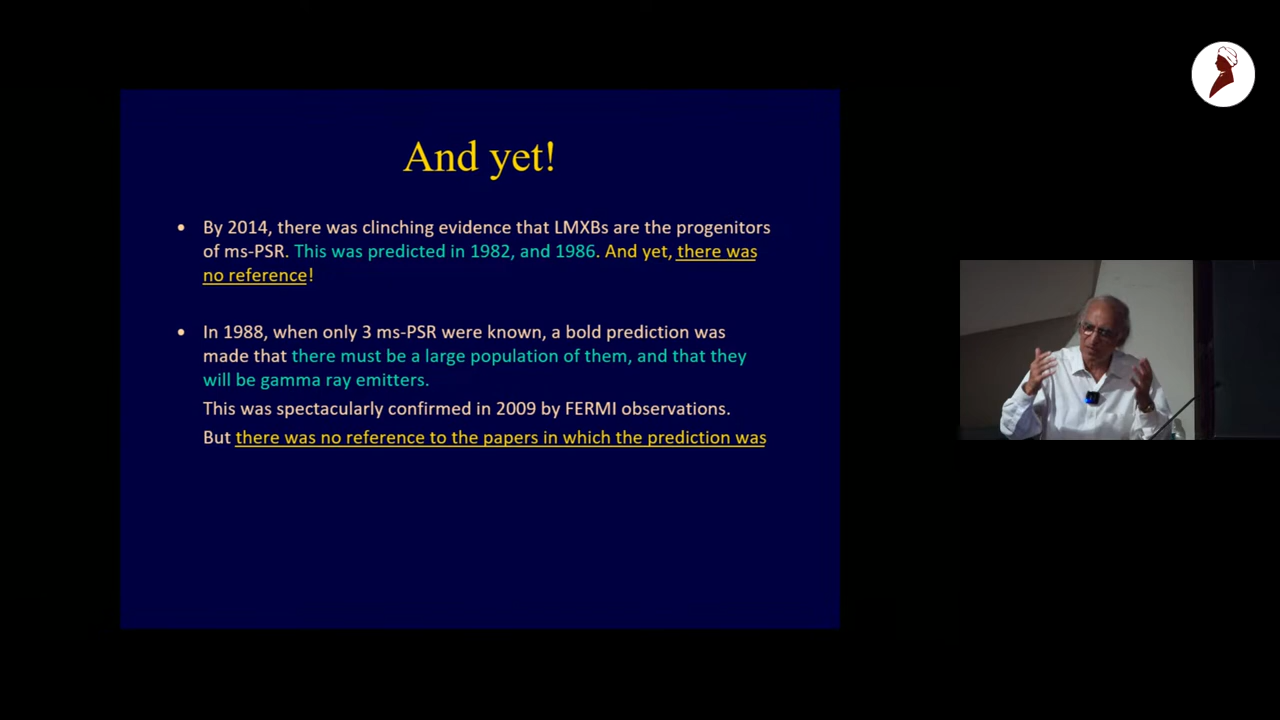 And yet!
• By 2014, there was clinching evidence that LMXBs are the progenitors
of ms-PSR. This was predicted in 1982, and 1986. And yet, there was
no reference!
• In 1988, when only 3 ms-PSR were known, a bold prediction was
made that there must be a large population of them, and that they
will be gamma ray emitters.
This was spectacularly confirmed in 2009 by FERMI observations.
But there was no reference to the papers in which the prediction was